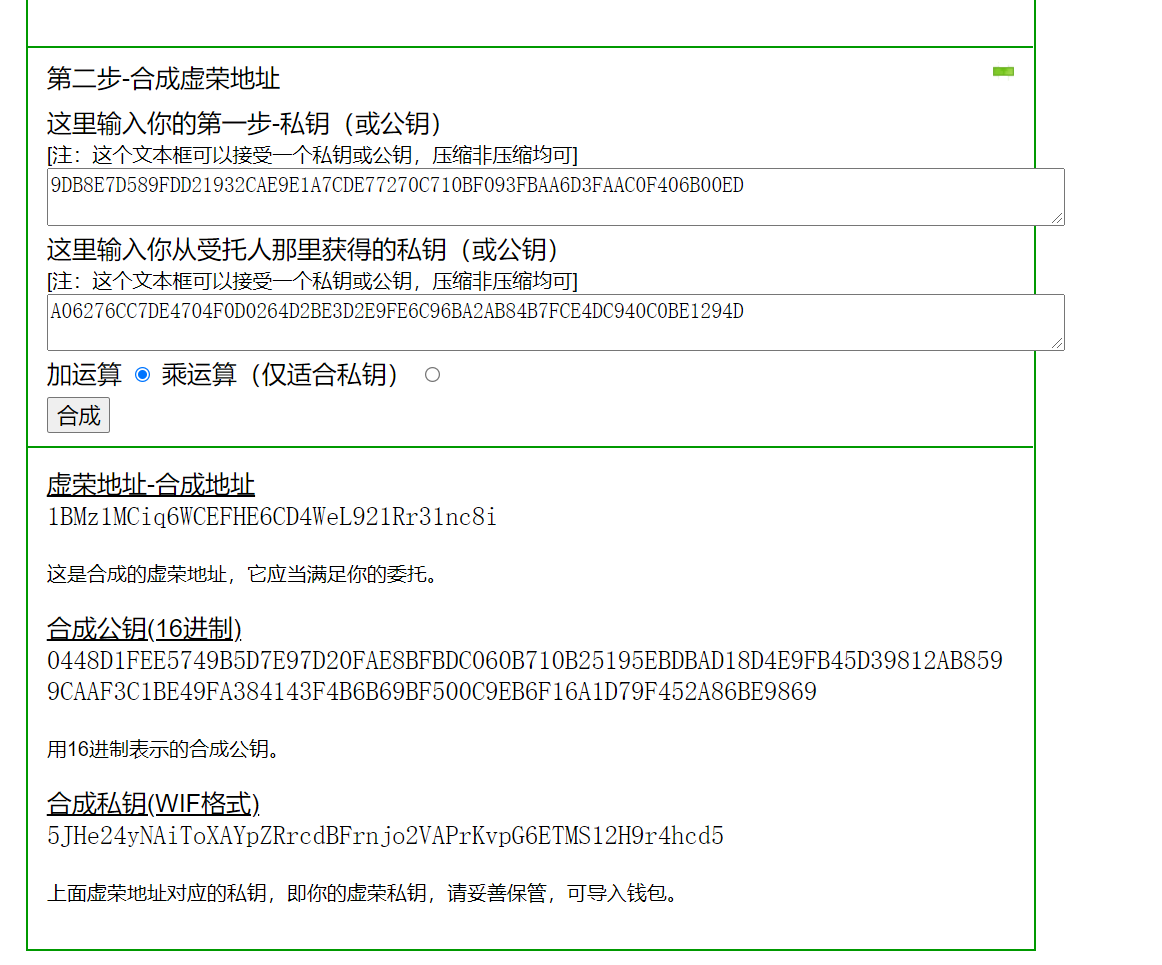 第二步-合成虚荣地址
这里输入你的第一步-私钥（或公钥）
[注：这个文本框可以接受一个私钥或公钥，压缩非压缩均可]
9DB8E7D589FDD21932CAE9E1A7CDE77270C710BF093FBAA6D3FAAC0F406B00ED
这里输入你从受托人那里获得的私钥（或公钥）
[注：这个文本框可以接受一个私钥或公钥，压缩非压缩均可]
A06276CC7DE4704F0D0264D2BE3D2E9FE6C96BA2AB84B7FCE4DC940C0BE1294D
加运算 乘运算（仅适合私钥）
合成
虚荣地址-合成地址
1BMz1MCiq6WCEFHE6CD4WeL921Rr31nc8i
这是合成的虚荣地址，它应当满足你的委托。
合成公钥(16进制)
0448D1FEE5749B5D7E97D20FAE8BFBDC060B710B25195EBDBAD18D4E9FB45D39812AB859
9CAAF3C1BE49FA384143F4B6B69BF500C9EB6F16A1D79F452A86BE9869
用16进制表示的合成公钥。
合成私钥(WIF格式)
5JHe24yNAiToXAYpZRrcdBFrnjo2VAPrKvpG6ETMS12H9r4hcd5
上面虚荣地址对应的私钥，即你的虚荣私钥，请妥善保管，可导入钱包。